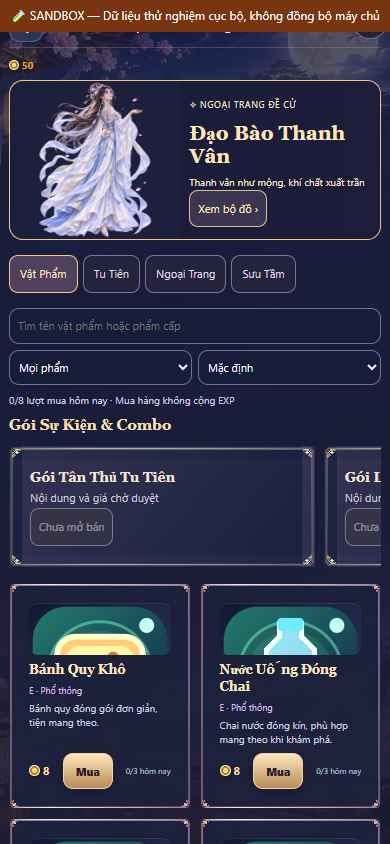 SANDBOX — Dữ liệu thử nghiệm cục bộ, không đồng bộ máy chủ
50
NGOẠI TRANG ĐỀ CỬ
Đạo Bào Thanh
Vân
Thanh vân như mộng, khí chất xuất trần
Xem bộ đồ ›
Vật Phẩm
Tu Tiên
Ngoại Trang
Sưu Tầm
Tìm tên vật phẩm hoặc phẩm cấp
Mọi phẩm
Mặc định
0/8 lượt mua hôm nay · Mua hàng không cộng EXP
Gói Sự Kiện & Combo
Gói Tân Thủ Tu Tiên
Nội dung và giá chờ duyệt
Chưa mở bán
Gói L
Nội dun
Chưa
Bánh Quy Khô
E · Phổ thông
Bánh quy đóng gói đơn giản,
tiện mang theo.
8
Mua
0/3 hôm nay
Nước Uống Đóng
Chai
E · Phổ thông
Chai nước đóng kín, phù hợp
mang theo khi khám phá.
8
Mua
0/3 hôm nay